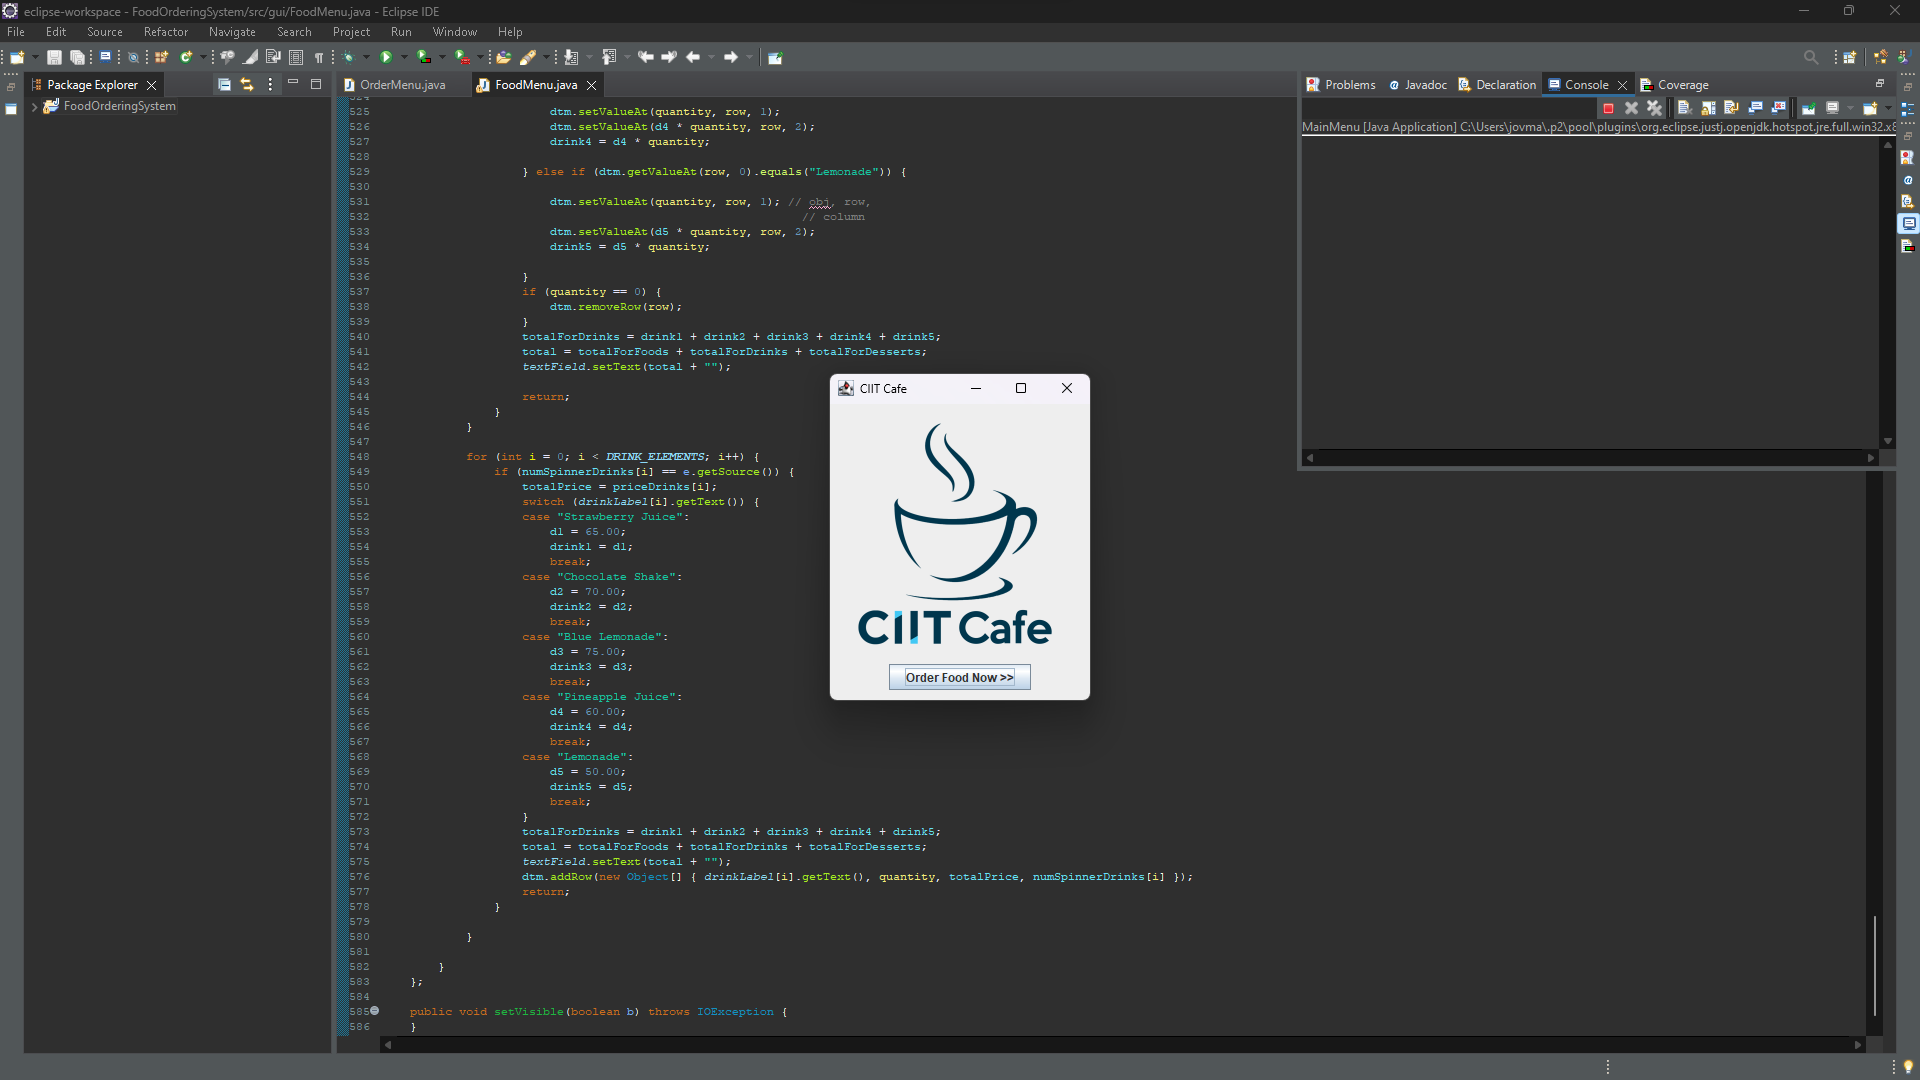 eclipse-workspace - FoodOrderingSystem/src/gui/FoodMenu.java - Eclipse IDE
File Edit Source Refactor Navigate Search Project Run Window Help
Package Explorer
FoodOrderingSystem
OrderMenu.java FoodMenu.java
525 dtm.setValueAt(quantity, row, 1);
526 dtm.setValueAt(d4 * quantity, row, 2);
527 drink4 = d4 * quantity;
528
529 } else if (dtm.getValueAt(row, 0).equals("Lemonade")) {
530
531 dtm.setValueAt(quantity, row, 1); // obj, row,
532 // column
533 dtm.setValueAt(d5 * quantity, row, 2);
534 drink5 = d5 * quantity;
535
536 }
537 if (quantity == 0) {
538 dtm.removeRow(row);
539 }
540 totalForDrinks = drink1 + drink2 + drink3 + drink4 + drink5;
541 total = totalForFoods + totalForDrinks + totalForDesserts;
542 textField.setText(total + "");
543
544 return;
545 }
546 }
547
548 for (int i = 0; i < DRINK_ELEMENTS; i++) {
549 if (numSpinnerDrinks[i] == e.getSource()) {
550 totalPrice = priceDrinks[i];
551 switch (drinkLabel[i].getText()) {
552 case "Strawberry Juice":
553 d1 = 65.00;
554 drink1 = d1;
555 break;
556 case "Chocolate Shake":
557 d2 = 70.00;
558 drink2 = d2;
559 break;
560 case "Blue Lemonade":
561 d3 = 75.00;
562 drink3 = d3;
563 break;
564 case "Pineapple Juice":
565 d4 = 60.00;
566 drink4 = d4;
567 break;
568 case "Lemonade":
569 d5 = 50.00;
570 drink5 = d5;
571 break;
572 }
573 totalForDrinks = drink1 + drink2 + drink3 + drink4 + drink5;
574 total = totalForFoods + totalForDrinks + totalForDesserts;
575 textField.setText(total + "");
576 dtm.addRow(new Object[] { drinkLabel[i].getText(), quantity, totalPrice, numSpinnerDrinks[i] });
577 return;
578 }
579
580 }
581
582 }
583 };
584
585 public void setVisible(boolean b) throws IOException {
586 }
CIIT Cafe
CIIT Cafe
Order Food Now >>
Problems Javadoc Declaration Console Coverage
MainMenu [Java Application] C:\Users\jovma\.p2\pool\plugins\org.eclipse.justj.openjdk.hotspot.jre.full.win32.x8